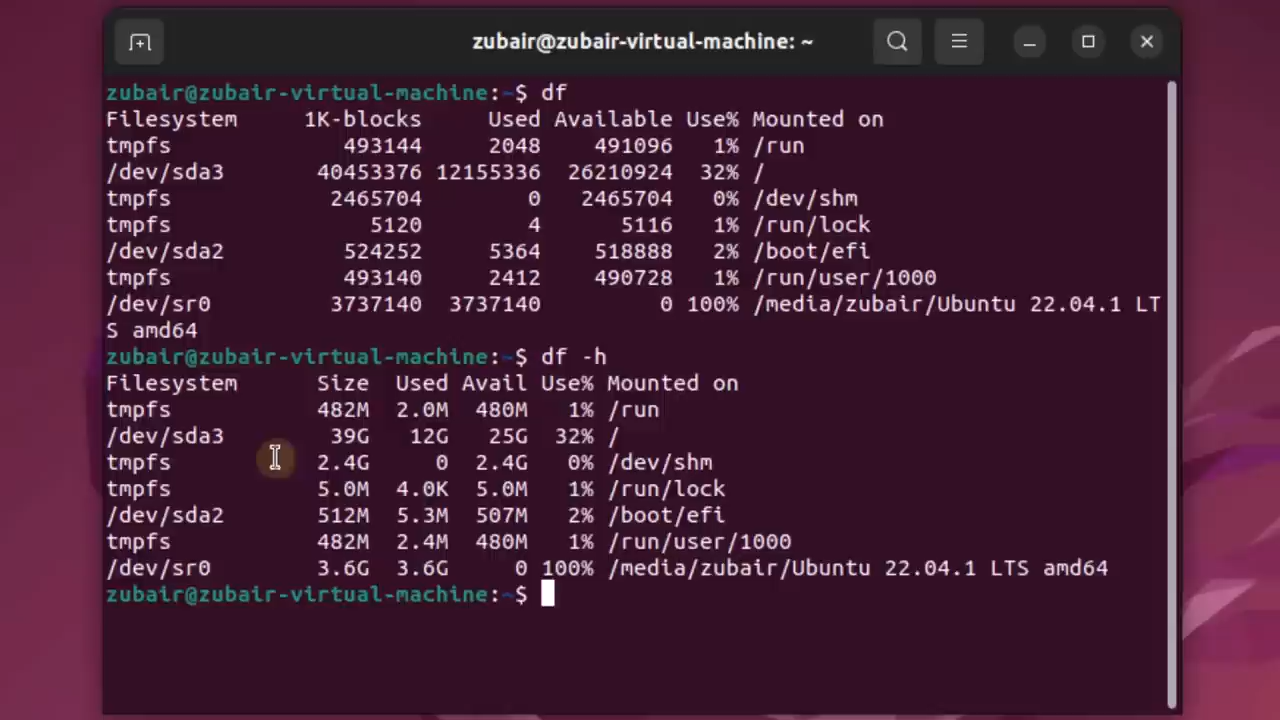 zubair@zubair-virtual-machine: ~
zubair@zubair-virtual-machine:~$ df
Filesystem     1K-blocks     Used Available Use% Mounted on
tmpfs             493144     2048    491096   1% /run
/dev/sda3       40453376 12155336  26210924  32% /
tmpfs            2465704        0   2465704   0% /dev/shm
tmpfs               5120        4      5116   1% /run/lock
/dev/sda2         524252     5364    518888   2% /boot/efi
tmpfs             493140     2412    490728   1% /run/user/1000
/dev/sr0         3737140  3737140         0 100% /media/zubair/Ubuntu 22.04.1 LT
S amd64
zubair@zubair-virtual-machine:~$ df -h
Filesystem      Size  Used Avail Use% Mounted on
tmpfs           482M  2.0M  480M   1% /run
/dev/sda3        39G   12G   25G  32% /
tmpfs           2.4G     0  2.4G   0% /dev/shm
tmpfs           5.0M  4.0K  5.0M   1% /run/lock
/dev/sda2       512M  5.3M  507M   2% /boot/efi
tmpfs           482M  2.4M  480M   1% /run/user/1000
/dev/sr0        3.6G  3.6G     0 100% /media/zubair/Ubuntu 22.04.1 LTS amd64
zubair@zubair-virtual-machine:~$